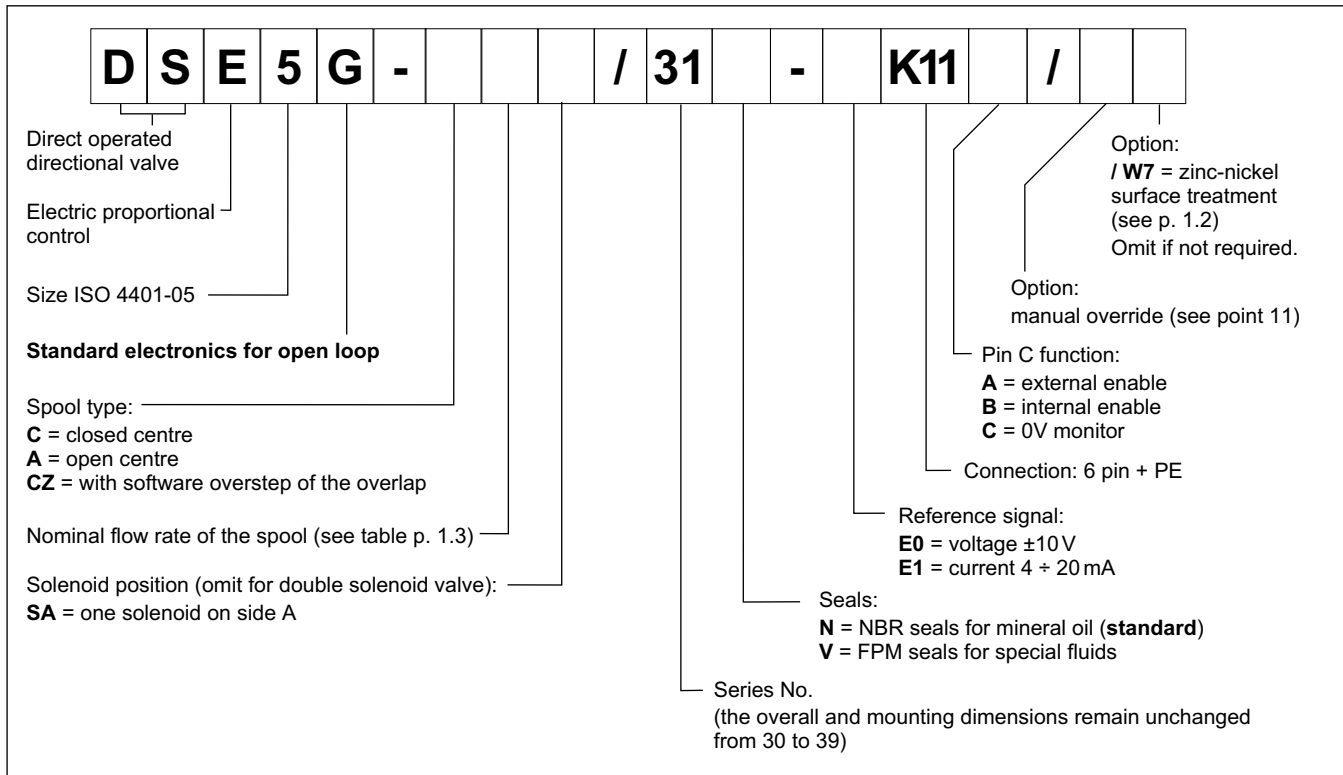 D S E 5 G - / 31 - K11 /
Direct operated
directional valve
Electric proportional
control
Size ISO 4401-05
Standard electronics for open loop
Spool type:
C = closed centre
A = open centre
CZ = with software overstep of the overlap
Nominal flow rate of the spool (see table p. 1.3)
Solenoid position (omit for double solenoid valve):
SA = one solenoid on side A
Option:
/ W7 = zinc-nickel
surface treatment
(see p. 1.2)
Omit if not required.
Option:
manual override (see point 11)
Pin C function:
A = external enable
B = internal enable
C = 0V monitor
Connection: 6 pin + PE
Reference signal:
E0 = voltage ±10 V
E1 = current 4 ÷ 20 mA
Seals:
N = NBR seals for mineral oil (standard)
V = FPM seals for special fluids
Series No.
(the overall and mounting dimensions remain unchanged
from 30 to 39)